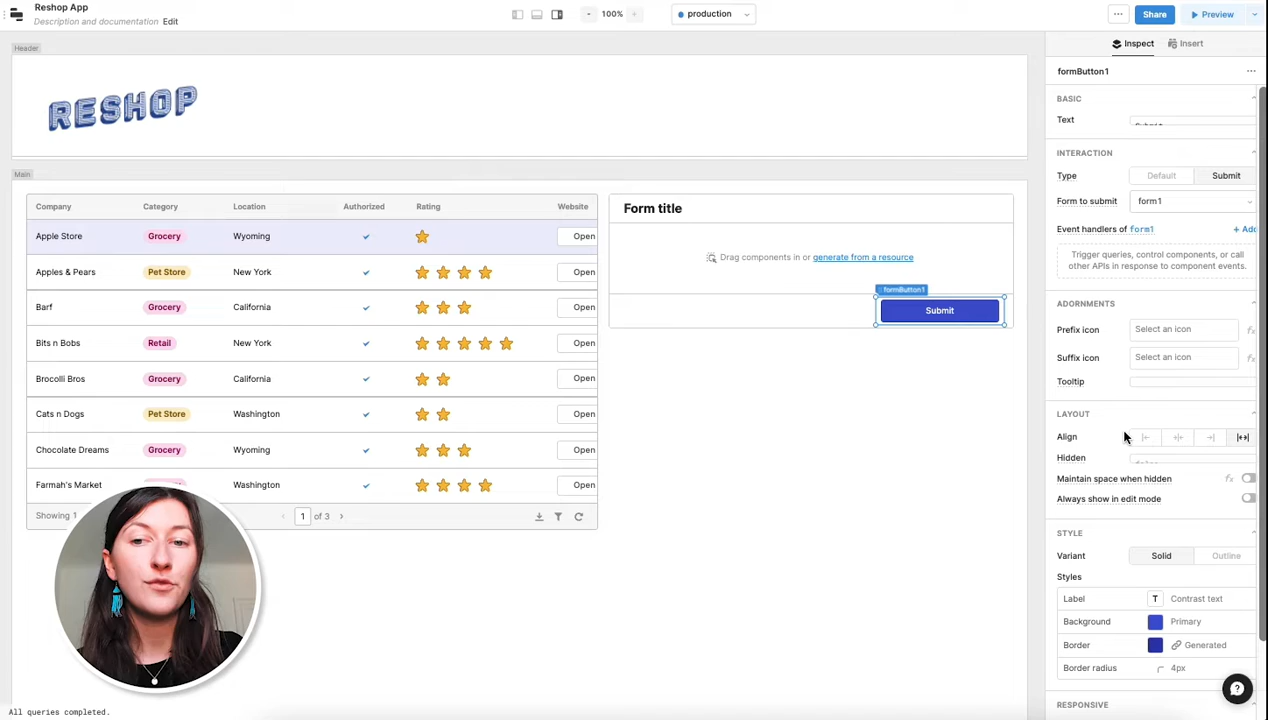 Reshop App
Description and documentation Edit
- 100% +
production
Share
Preview
Inspect
Insert
formButton1
BASIC
Text
INTERACTION
Type Default Submit
Form to submit form1
Event handlers of form1 + Add
Trigger queries, control components, or call
other APIs in response to component events.
ADORNMENTS
Prefix icon Select an icon fx
Suffix icon Select an icon fx
Tooltip
LAYOUT
Align
Hidden
Maintain space when hidden fx
Always show in edit mode
STYLE
Variant Solid Outline
Styles
Label T Contrast text
Background Primary
Border Generated
Border radius 4px
RESPONSIVE
Header
RESHOP
Main
Company Category Location Authorized Rating Website
Apple Store Grocery Wyoming Open
Apples & Pears Pet Store New York Open
Barf Grocery California Open
Bits n Bobs Retail New York Open
Brocolli Bros Grocery California Open
Cats n Dogs Pet Store Washington Open
Chocolate Dreams Grocery Washington Open
Farmah's Market Washington Open
Showing 1
1 of 3
Form title
Drag components in or generate from a resource
formButton1
Submit
All queries completed.